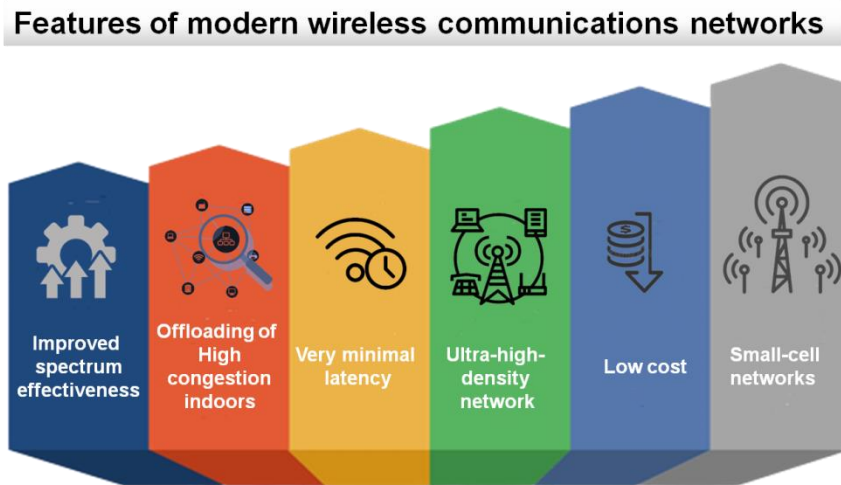 Features of modern wireless communications networks
Improved
spectrum
effectiveness
Offloading of
High
congestion
indoors
Very minimal
latency
Ultra-high-
density
network
$
Low cost
Small-cell
networks